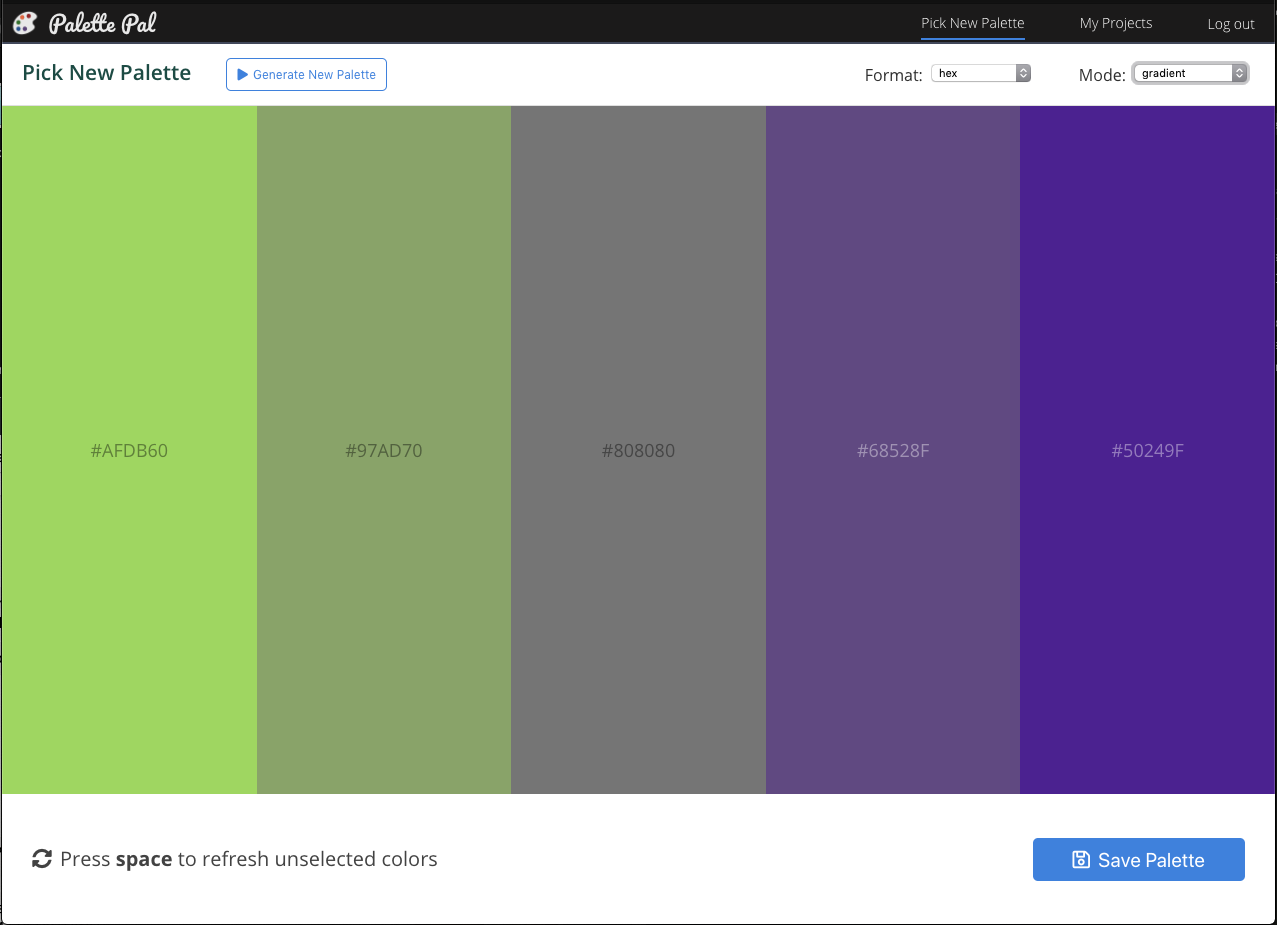 Palette Pal
Pick New Palette
My Projects
Log out
Pick New Palette
Generate New Palette
Format: hex
Mode: gradient
#AFDB60
#97AD70
#808080
#68528F
#50249F
Press space to refresh unselected colors
Save Palette